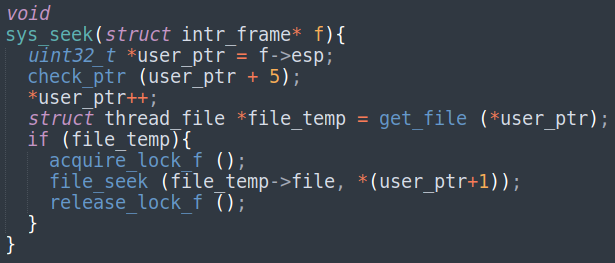 void
sys_seek(struct intr_frame* f){
  uint32_t *user_ptr = f->esp;
  check_ptr (user_ptr + 5);
  *user_ptr++;
  struct thread_file *file_temp = get_file (*user_ptr);
  if (file_temp){
    acquire_lock_f ();
    file_seek (file_temp->file, *(user_ptr+1));
    release_lock_f ();
  }
}